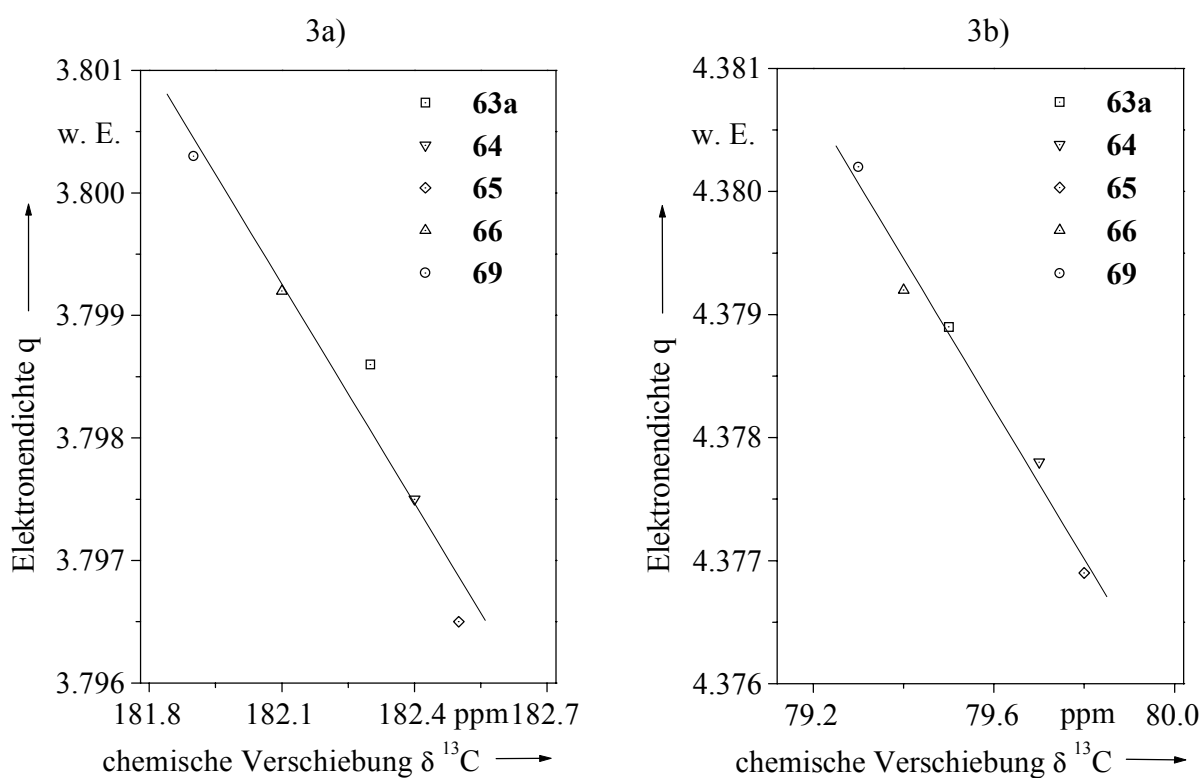 3a)
3.801
w. E.
3.800
3.799
3.798
3.797
3.796
Elektronendichte q
63a
64
65
66
69
181.8
182.1
182.4
ppm
182.7
chemische Verschiebung δ ¹³C
3b)
4.381
w. E.
4.380
4.379
4.378
4.377
4.376
Elektronendichte q
63a
64
65
66
69
79.2
79.6
ppm
80.0
chemische Verschiebung δ ¹³C